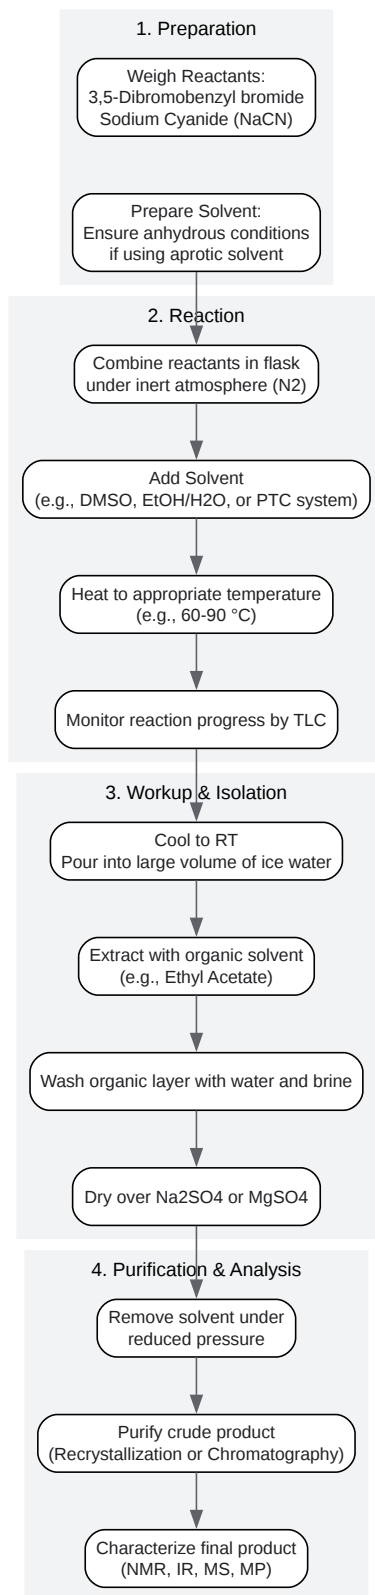 1. Preparation
Weigh Reactants:
3,5-Dibromobenzyl bromide
Sodium Cyanide (NaCN)
Prepare Solvent:
Ensure anhydrous conditions
if using aprotic solvent
2. Reaction
Combine reactants in flask
under inert atmosphere (N2)
Add Solvent
(e.g., DMSO, EtOH/H2O, or PTC system)
Heat to appropriate temperature
(e.g., 60-90 °C)
Monitor reaction progress by TLC
3. Workup & Isolation
Cool to RT
Pour into large volume of ice water
Extract with organic solvent
(e.g., Ethyl Acetate)
Wash organic layer with water and brine
Dry over Na2SO4 or MgSO4
4. Purification & Analysis
Remove solvent under
reduced pressure
Purify crude product
(Recrystallization or Chromatography)
Characterize final product
(NMR, IR, MS, MP)